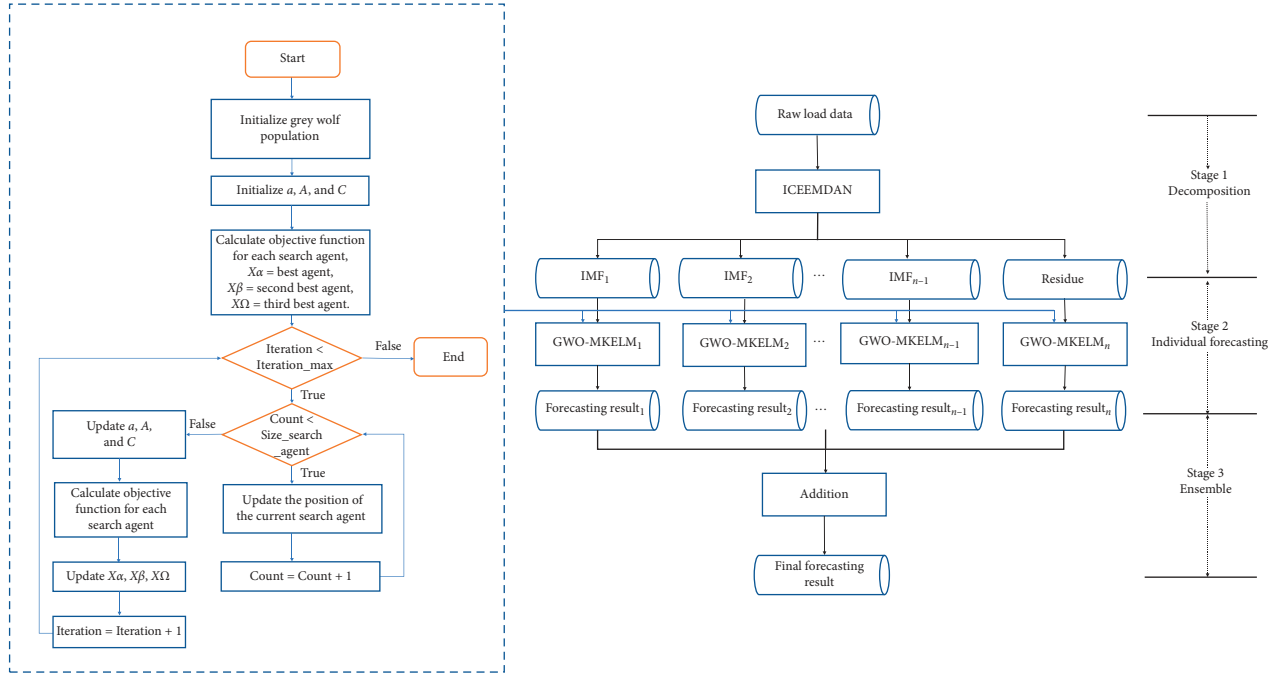 Start
Initialize grey wolf
population
Initialize a, A, and C
Calculate objective function
for each search agent,
Xα = best agent,
Xβ = second best agent,
XΩ = third best agent.
Iteration <
Iteration_max
False
End
True
Count <
Size_search
_agent
False
Update a, A,
and C
True
Calculate objective
function for each
search agent
Update the position of
the current search agent
Update Xα, Xβ, XΩ
Count = Count + 1
Iteration = Iteration + 1
Raw load data
ICEEMDAN
IMF₁
IMF₂
...
IMFₙ₋₁
Residue
GWO-MKELM₁
GWO-MKELM₂
...
GWO-MKELMₙ₋₁
GWO-MKELMₙ
Forecasting result₁
Forecasting result₂
...
Forecasting resultₙ₋₁
Forecasting resultₙ
Addition
Final forecasting
result
Stage 1
Decomposition
Stage 2
Individual forecasting
Stage 3
Ensemble